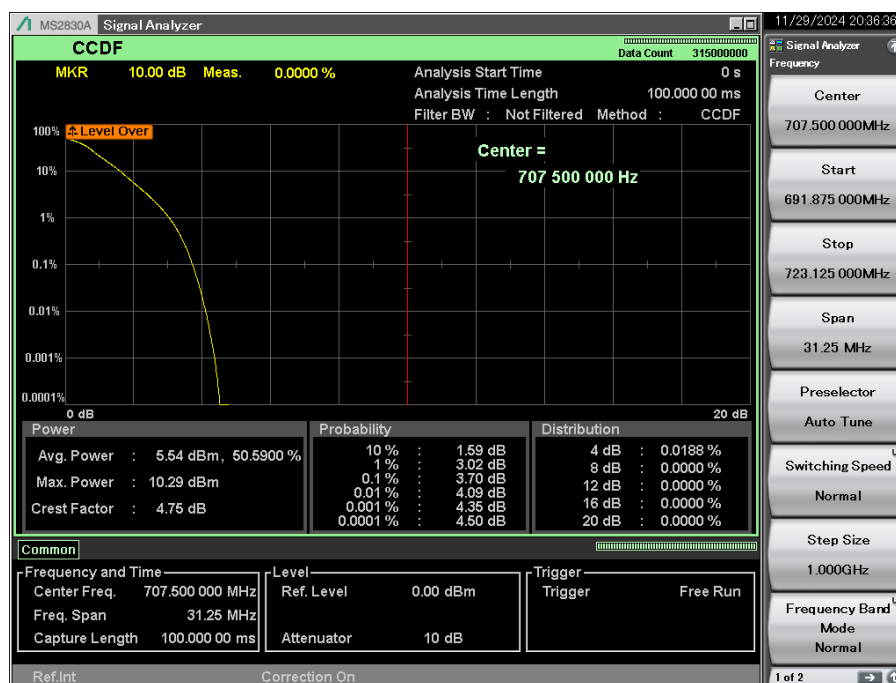 MS2830A Signal Analyzer
11/29/2024 20:36:36
CCDF
Data Count 315000000
MKR 10.00 dB Meas. 0.0000 %
Analysis Start Time 0 s
Analysis Time Length 100.000 00 ms
Filter BW : Not Filtered Method : CCDF
100%
Level Over
10%
1%
0.1%
0.01%
0.001%
0.0001%
Center =
707 500 000 Hz
0 dB 20 dB
Power
Avg. Power : 5.54 dBm, 50.5900 %
Max. Power : 10.29 dBm
Crest Factor : 4.75 dB
Probability
10 % : 1.59 dB
1 % : 3.02 dB
0.1 % : 3.70 dB
0.01 % : 4.09 dB
0.001 % : 4.35 dB
0.0001 % : 4.50 dB
Distribution
4 dB : 0.0188 %
8 dB : 0.0000 %
12 dB : 0.0000 %
16 dB : 0.0000 %
20 dB : 0.0000 %
Common
Frequency and Time
Center Freq. 707.500 000 MHz
Freq. Span 31.25 MHz
Capture Length 100.000 00 ms
Level
Ref. Level 0.00 dBm
Attenuator 10 dB
Trigger
Trigger Free Run
Ref.Int Correction On
Signal Analyzer
Frequency
Center
707.500 000MHz
Start
691.875 000MHz
Stop
723.125 000MHz
Span
31.25 MHz
Preselector
Auto Tune
Switching Speed
Normal
Step Size
1.000GHz
Frequency Band
Mode
Normal
1 of 2